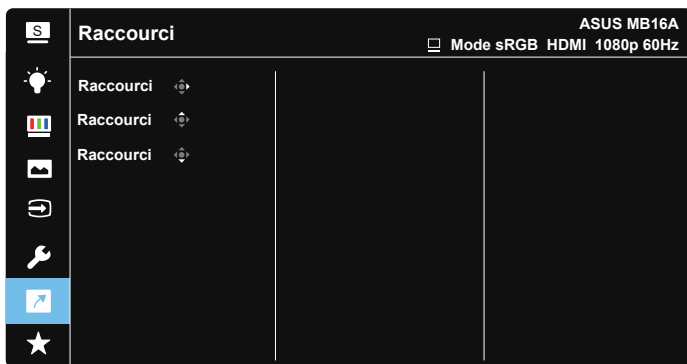 S
Raccourci
ASUS MB16A
Mode sRGB HDMI 1080p 60Hz
Raccourci
Raccourci
Raccourci